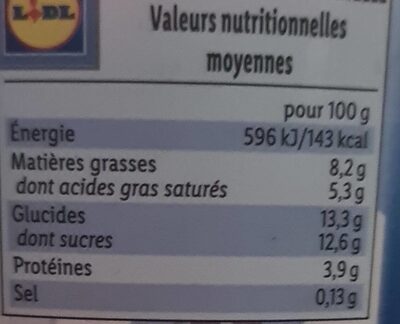 LIDL
Valeurs nutritionnelles
moyennes
pour 100 g
Énergie 596 kJ/143 kcal
Matières grasses 8,2 g
dont acides gras saturés 5,3 g
Glucides 13,3 g
dont sucres 12,6 g
Protéines 3,9 g
Sel 0,13 g